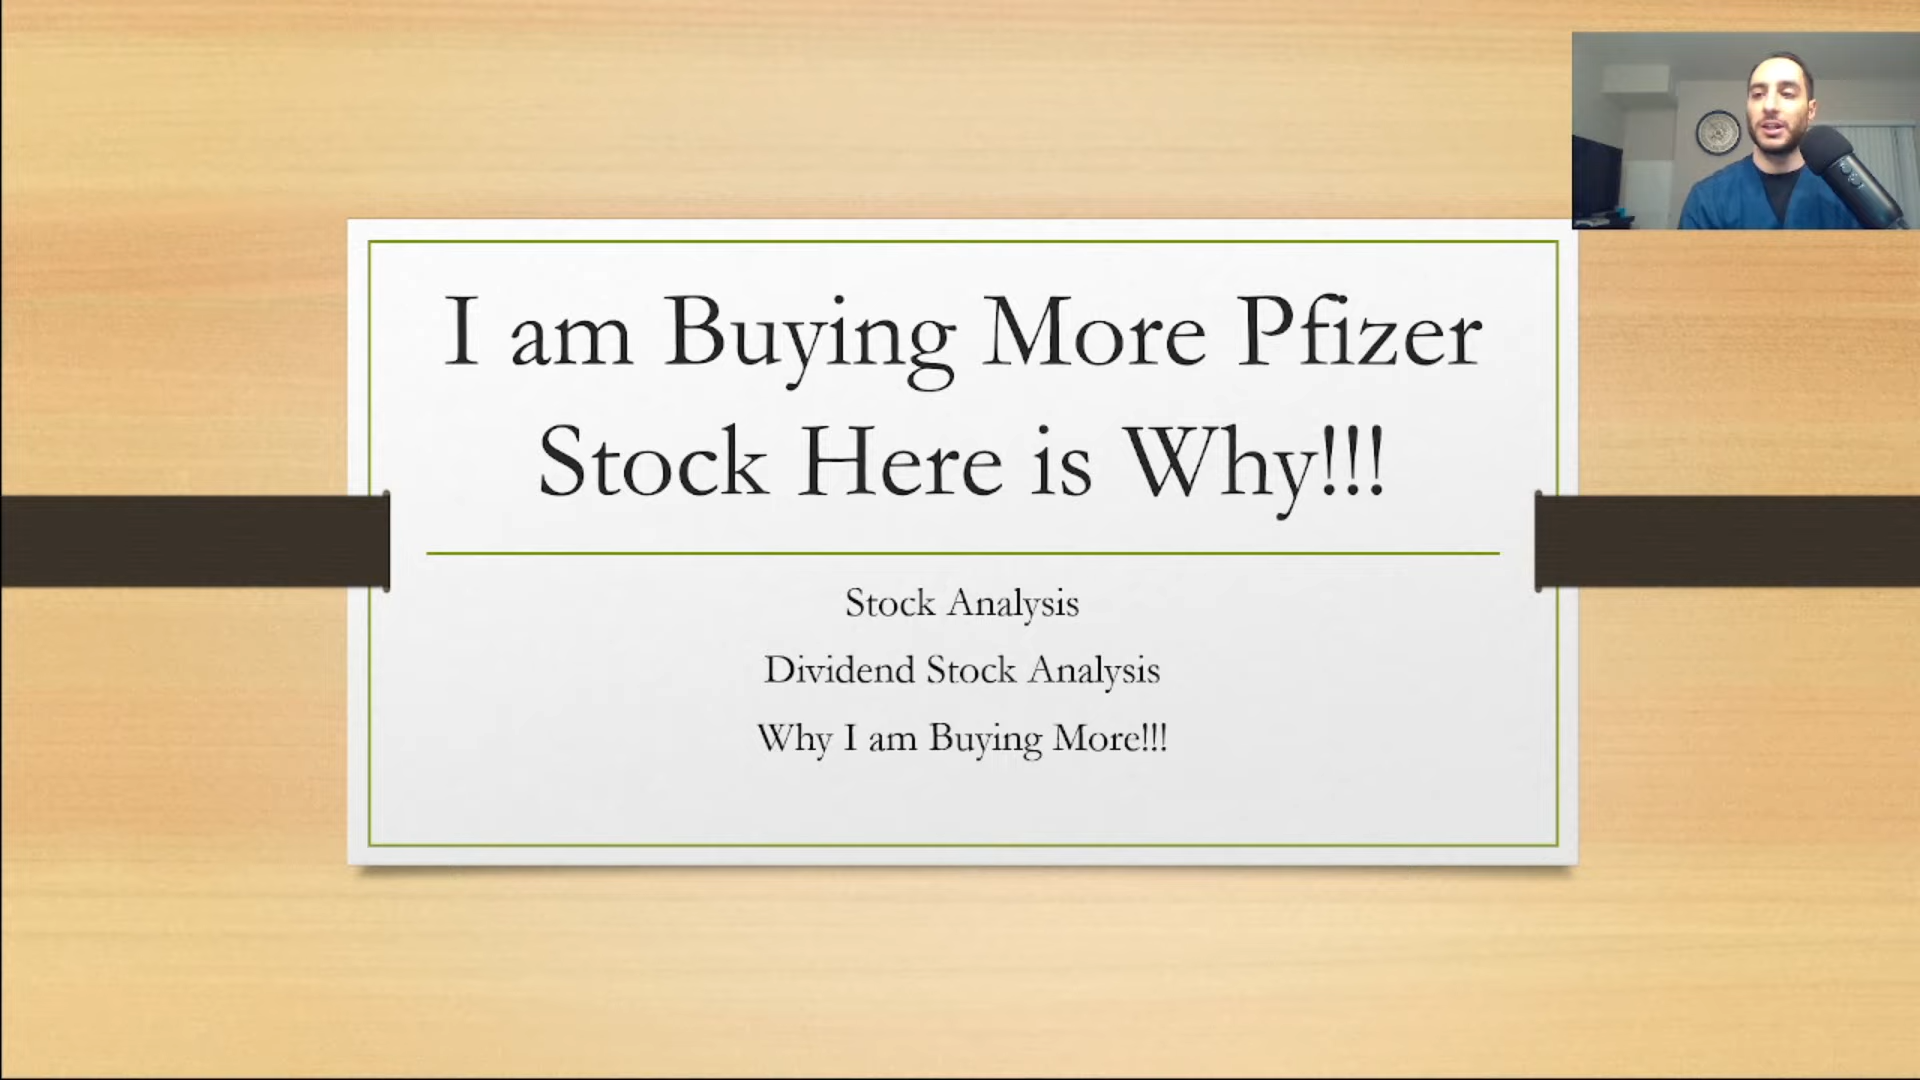 I am Buying More Pfizer
Stock Here is Why!!!
Stock Analysis
Dividend Stock Analysis
Why I am Buying More!!!